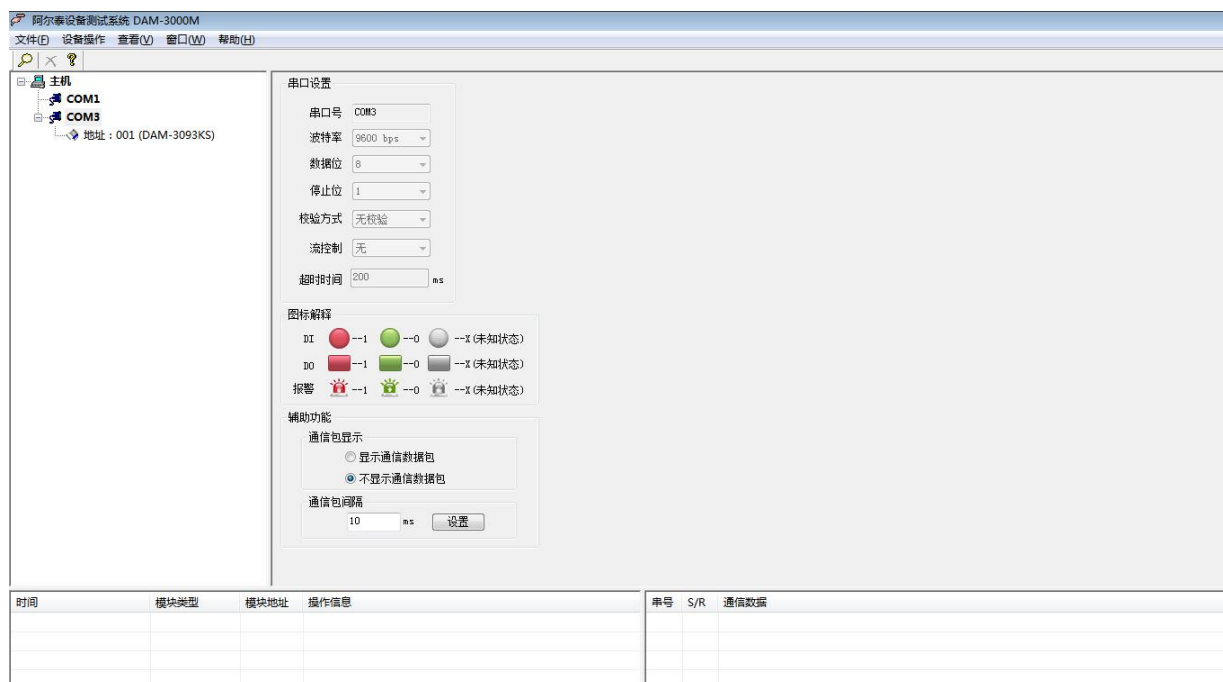 阿尔泰设备测试系统 DAM-3000M
文件(F) 设备操作 查看(V) 窗口(W) 帮助(H)
主机
COM1
COM3
地址：001 (DAM-3093KS)
串口设置
串口号 COM3
波特率 9600 bps
数据位 8
停止位 1
校验方式 无校验
流控制 无
超时时间 200 ms
图标解释
DI --1 --0 --X(未知状态)
DO --1 --0 --X(未知状态)
报警 --1 --0 --X(未知状态)
辅助功能
通信包显示
显示通信数据包
不显示通信数据包
通信包间隔
10 ms 设置
时间 模块类型 模块地址 操作信息 串号 S/R 通信数据